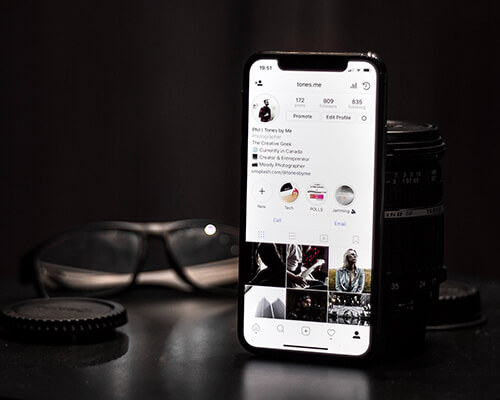 19:51
tones.me
172 809 835
posts followers following
Promote Edit Profile
Phil | Tones by Me
Photographer
The Creative Geek
Currently in Canada
Creator & Entrepreneur
Moody Photographer
unsplash.com/@tonesbyme
New Tech POLLS Jamming
Call Email
35